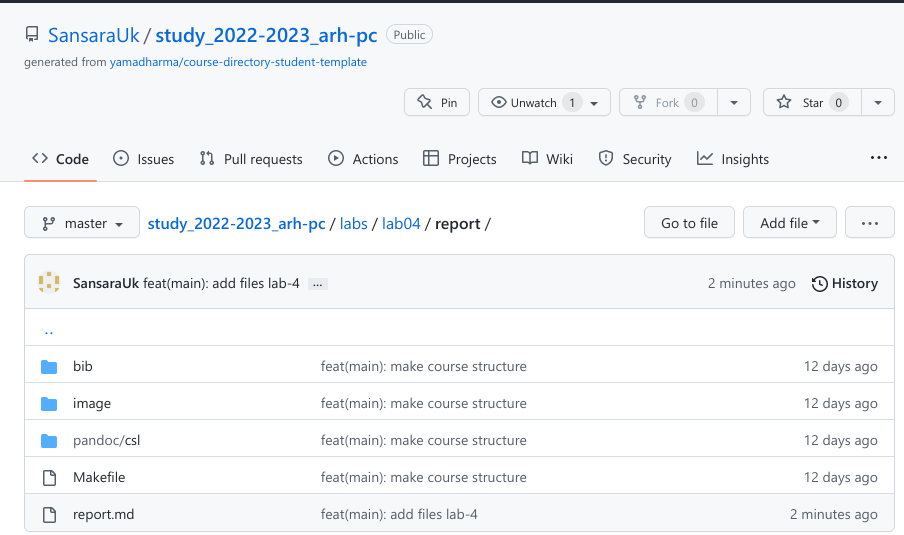 SansaraUk / study_2022-2023_arh-pc Public
generated from yamadharma/course-directory-student-template
Pin Unwatch 1 Fork 0 Star 0
Code Issues Pull requests Actions Projects Wiki Security Insights ...
master study_2022-2023_arh-pc / labs / lab04 / report / Go to file Add file ...
SansaraUk feat(main): add files lab-4 ... 2 minutes ago History
..
bib feat(main): make course structure 12 days ago
image feat(main): make course structure 12 days ago
pandoc/csl feat(main): make course structure 12 days ago
Makefile feat(main): make course structure 12 days ago
report.md feat(main): add files lab-4 2 minutes ago